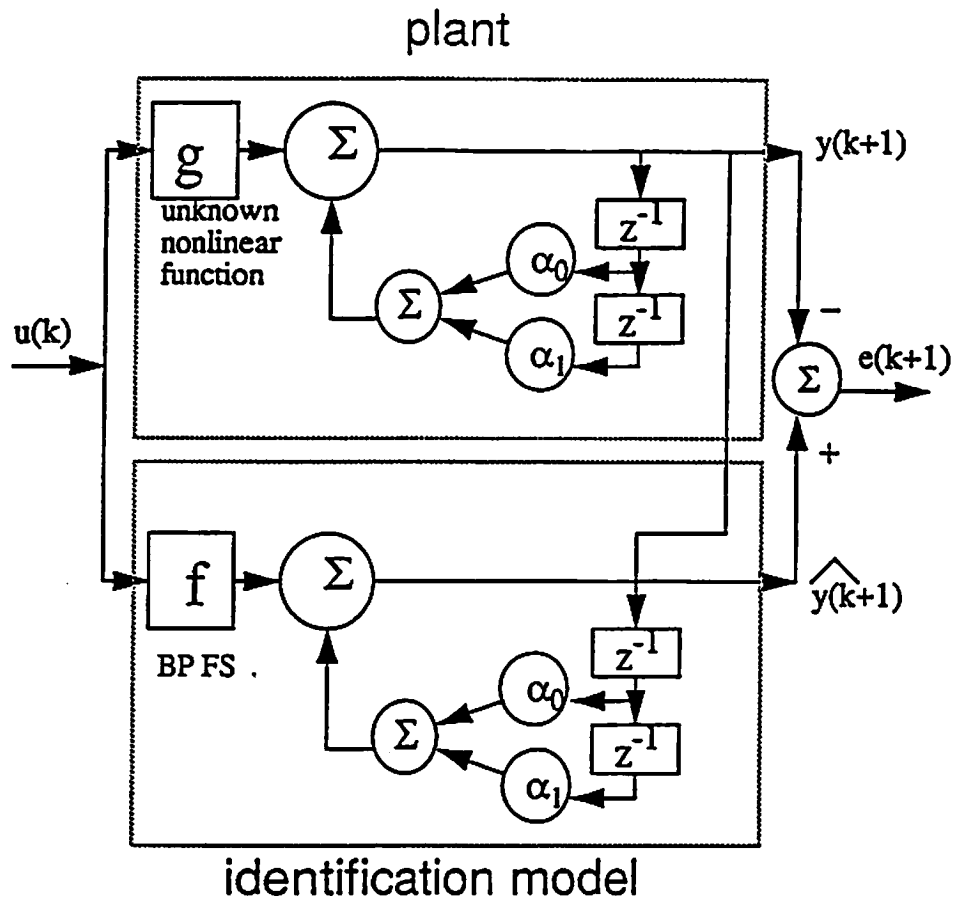 plant
g
Σ
y(k+1)
unknown
nonlinear
function
z⁻¹
α₀
Σ
z⁻¹
α₁
u(k)
−
Σ
e(k+1)
+
f
Σ
y(k+1)
BP FS .
z⁻¹
α₀
Σ
z⁻¹
α₁
identification model